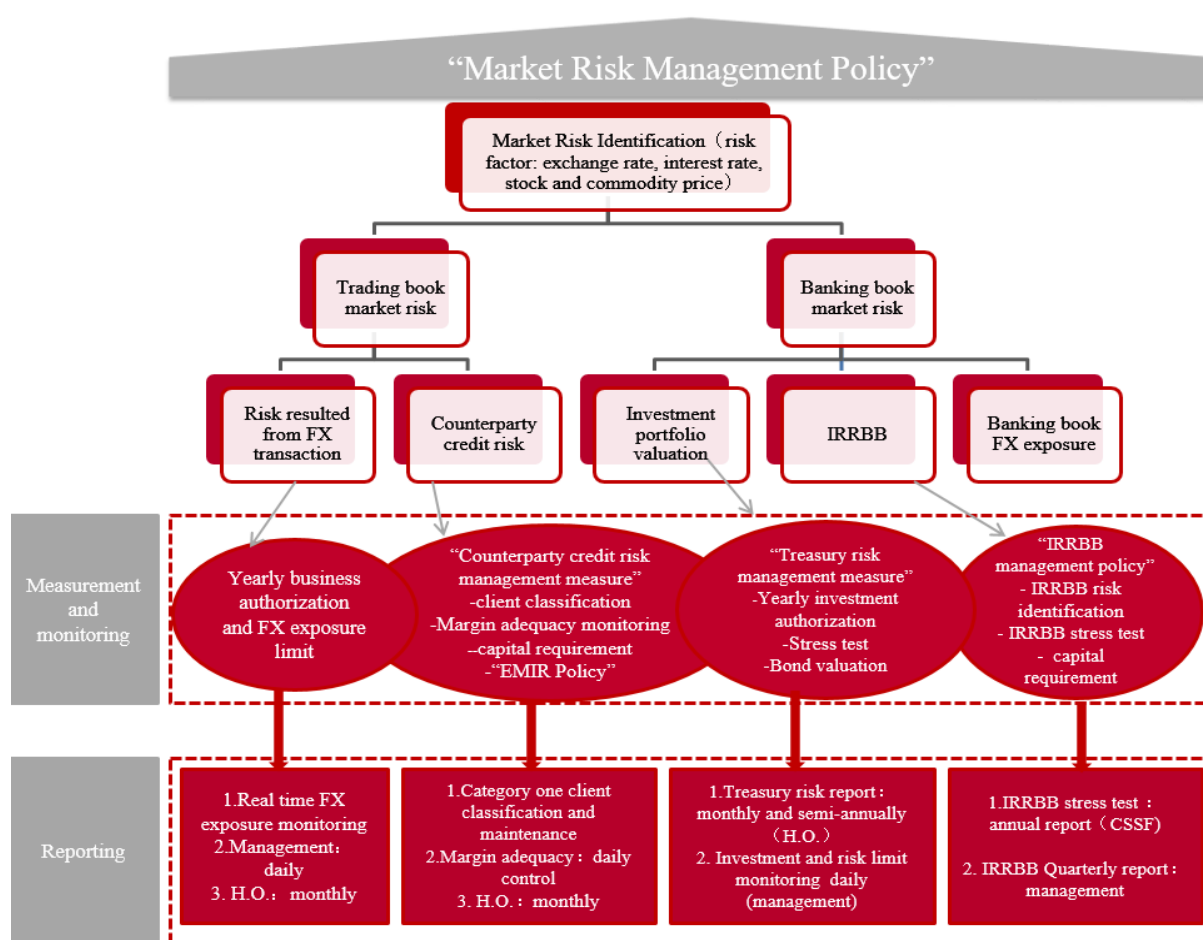 “Market Risk Management Policy”
Market Risk Identification（risk
factor: exchange rate, interest rate,
stock and commodity price）
Trading book
market risk
Banking book
market risk
Risk resulted
from FX
transaction
Counterparty
credit risk
Investment
portfolio
valuation
IRRBB
Banking book
FX exposure
Measurement
and
monitoring
Yearly business
authorization
and FX exposure
limit
“Counterparty credit risk
management measure”
-client classification
-Margin adequacy monitoring
--capital requirement
-“EMIR Policy”
“Treasury risk
management measure”
-Yearly investment
authorization
-Stress test
-Bond valuation
“IRRBB
management policy”
- IRRBB risk
identification
- IRRBB stress test
- capital
requirement
Reporting
1.Real time FX
exposure monitoring
2.Management：
daily
3. H.O.：monthly
1.Category one client
classification and
maintenance
2.Margin adequacy：daily
control
3. H.O.：monthly
1.Treasury risk report：
monthly and semi-annually
（H.O.）
2. Investment and risk limit
monitoring daily
(management)
1.IRRBB stress test：
annual report（CSSF)
2. IRRBB Quarterly report：
management